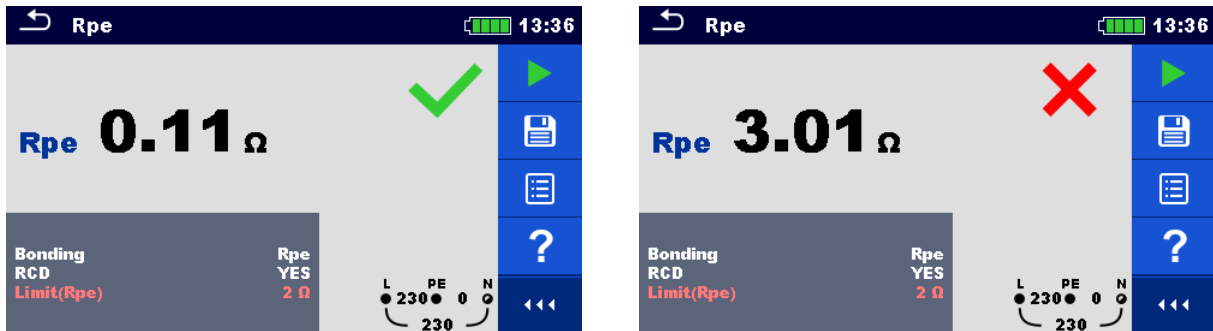 Rpe 13:36
Rpe 0.11 Ω
Bonding Rpe
RCD YES
Limit(Rpe) 2 Ω
L PE N
230 0
230
?
Rpe 13:36
Rpe 3.01 Ω
Bonding Rpe
RCD YES
Limit(Rpe) 2 Ω
L PE N
230 0
230
?